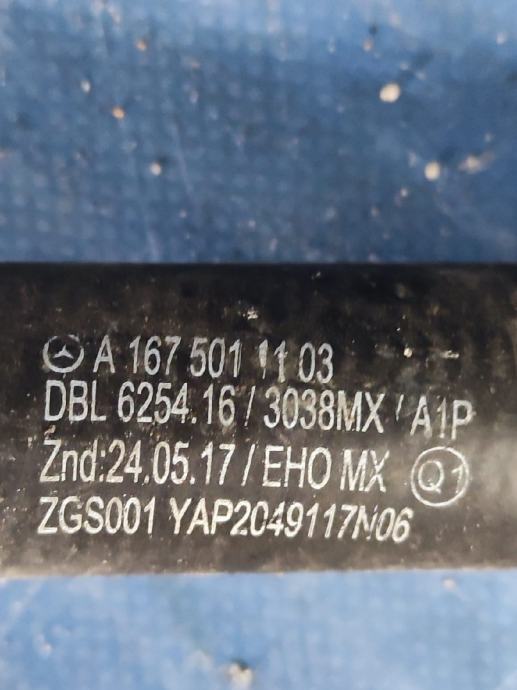 A 167 501 11 03
DBL 6254.16 / 3038MX / A1P
Znd:24.05.17 / EHO MX Q1
ZGS001 YAP2049117N06